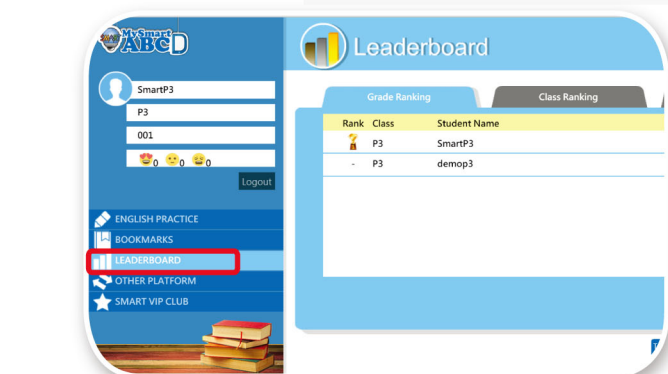 MySmart
ABCD
SmartP3
P3
001
0 0 0
Logout
ENGLISH PRACTICE
BOOKMARKS
LEADERBOARD
OTHER PLATFORM
SMART VIP CLUB
Leaderboard
Grade Ranking Class Ranking
Rank Class Student Name
? P3 SmartP3
- P3 demop3